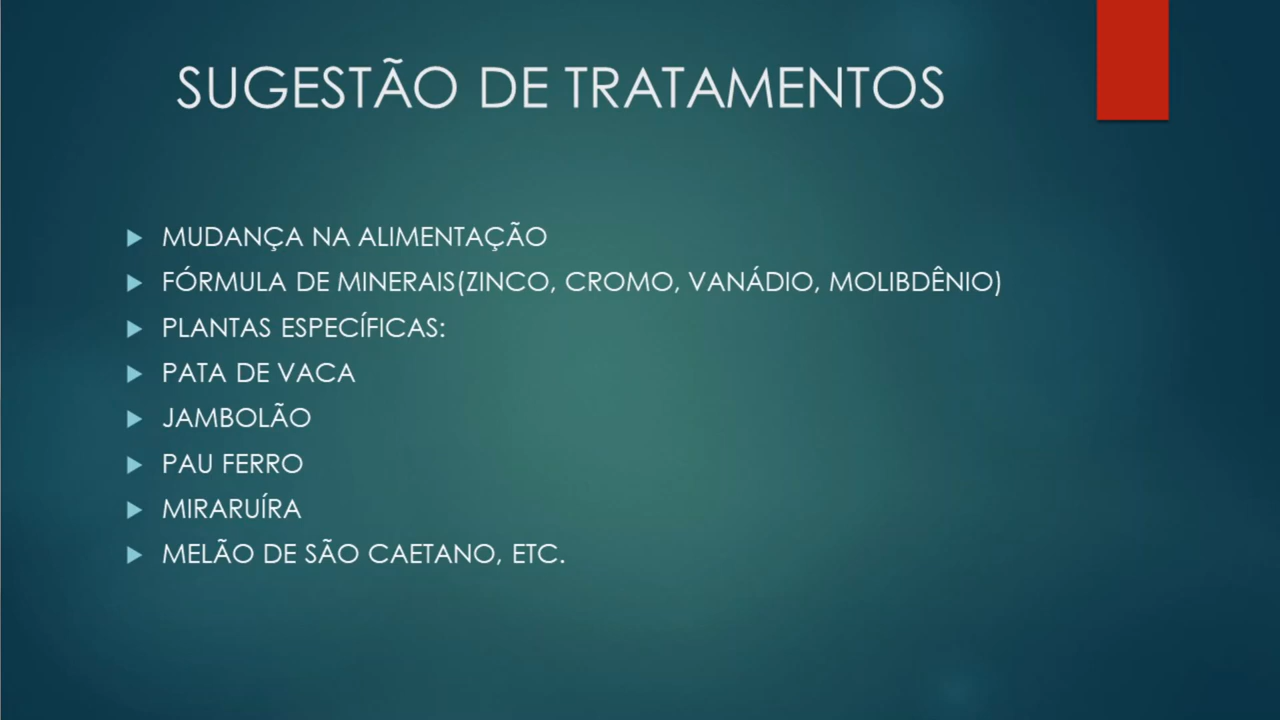 SUGESTÃO DE TRATAMENTOS
MUDANÇA NA ALIMENTAÇÃO
FÓRMULA DE MINERAIS(ZINCO, CROMO, VANÁDIO, MOLIBDÊNIO)
PLANTAS ESPECÍFICAS:
PATA DE VACA
JAMBOLÃO
PAU FERRO
MIRARUÍRA
MELÃO DE SÃO CAETANO, ETC.